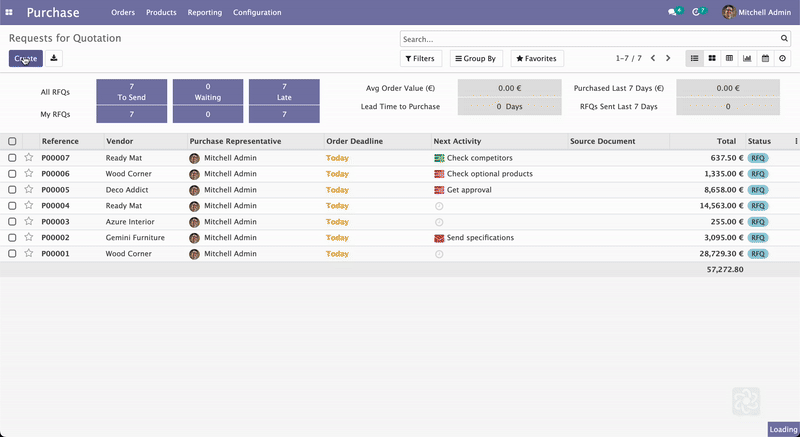 Purchase Orders Products Reporting Configuration 4 7 Mitchell Admin
Requests for Quotation Search...
Create Filters Group By Favorites 1-7 / 7
All RFQs 7 To Send 0 Waiting 7 Late Avg Order Value (€) 0.00 € Purchased Last 7 Days (€) 0.00 €
My RFQs 7 0 7 Lead Time to Purchase 0 Days RFQs Sent Last 7 Days 0
Reference Vendor Purchase Representative Order Deadline Next Activity Source Document Total Status
P00007 Ready Mat Mitchell Admin Today Check competitors 637.50 € RFQ
P00006 Wood Corner Mitchell Admin Today Check optional products 1,335.00 € RFQ
P00005 Deco Addict Mitchell Admin Today Get approval 8,658.00 € RFQ
P00004 Ready Mat Mitchell Admin Today 14,563.00 € RFQ
P00003 Azure Interior Mitchell Admin Today 255.00 € RFQ
P00002 Gemini Furniture Mitchell Admin Today Send specifications 3,095.00 € RFQ
P00001 Wood Corner Mitchell Admin Today 28,729.30 € RFQ
57,272.80
Loading